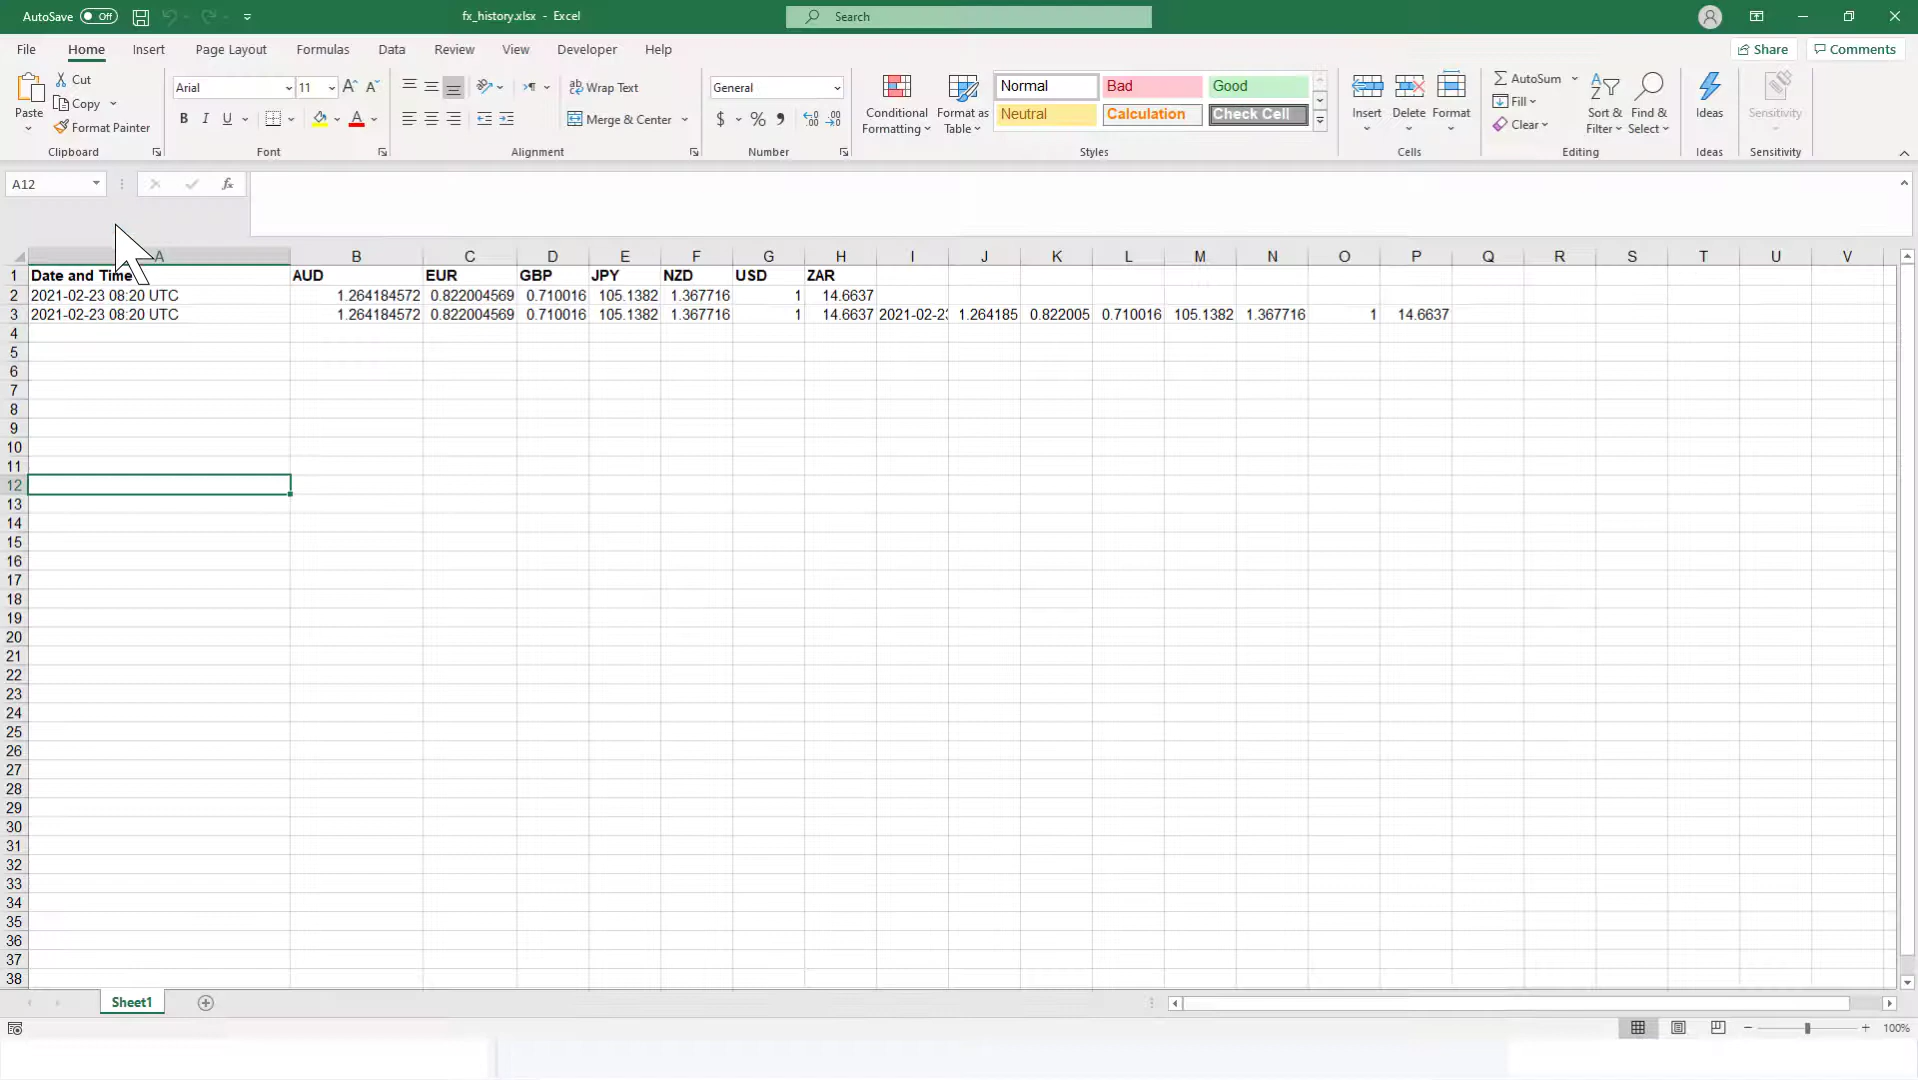 AutoSave Off fx_history.xlsx - Excel Search
File Home Insert Page Layout Formulas Data Review View Developer Help Share Comments
Paste Cut Copy Format Painter
Clipboard
Arial 11
B I U A
Font
Wrap Text
Merge & Center
Alignment
General
$ %
Number
Conditional Formatting
Format as Table
Normal Bad Good
Neutral Calculation Check Cell
Styles
Insert Delete Format
Cells
AutoSum
Fill
Clear
Sort & Filter
Find & Select
Editing
Ideas
Ideas
Sensitivity
Sensitivity
A12 fx
A B C D E F G H I J K L M N O P Q R S T U V
1 Date and Time AUD EUR GBP JPY NZD USD ZAR
2 2021-02-23 08:20 UTC 1.264184572 0.822004569 0.710016 105.1382 1.367716 1 14.6637
3 2021-02-23 08:20 UTC 1.264184572 0.822004569 0.710016 105.1382 1.367716 1 14.6637 2021-02-23 1.264185 0.822005 0.710016 105.1382 1.367716 1 14.6637
4
5
6
7
8
9
10
11
12
13
14
15
16
17
18
19
20
21
22
23
24
25
26
27
28
29
30
31
32
33
34
35
36
37
38
Sheet1
100%